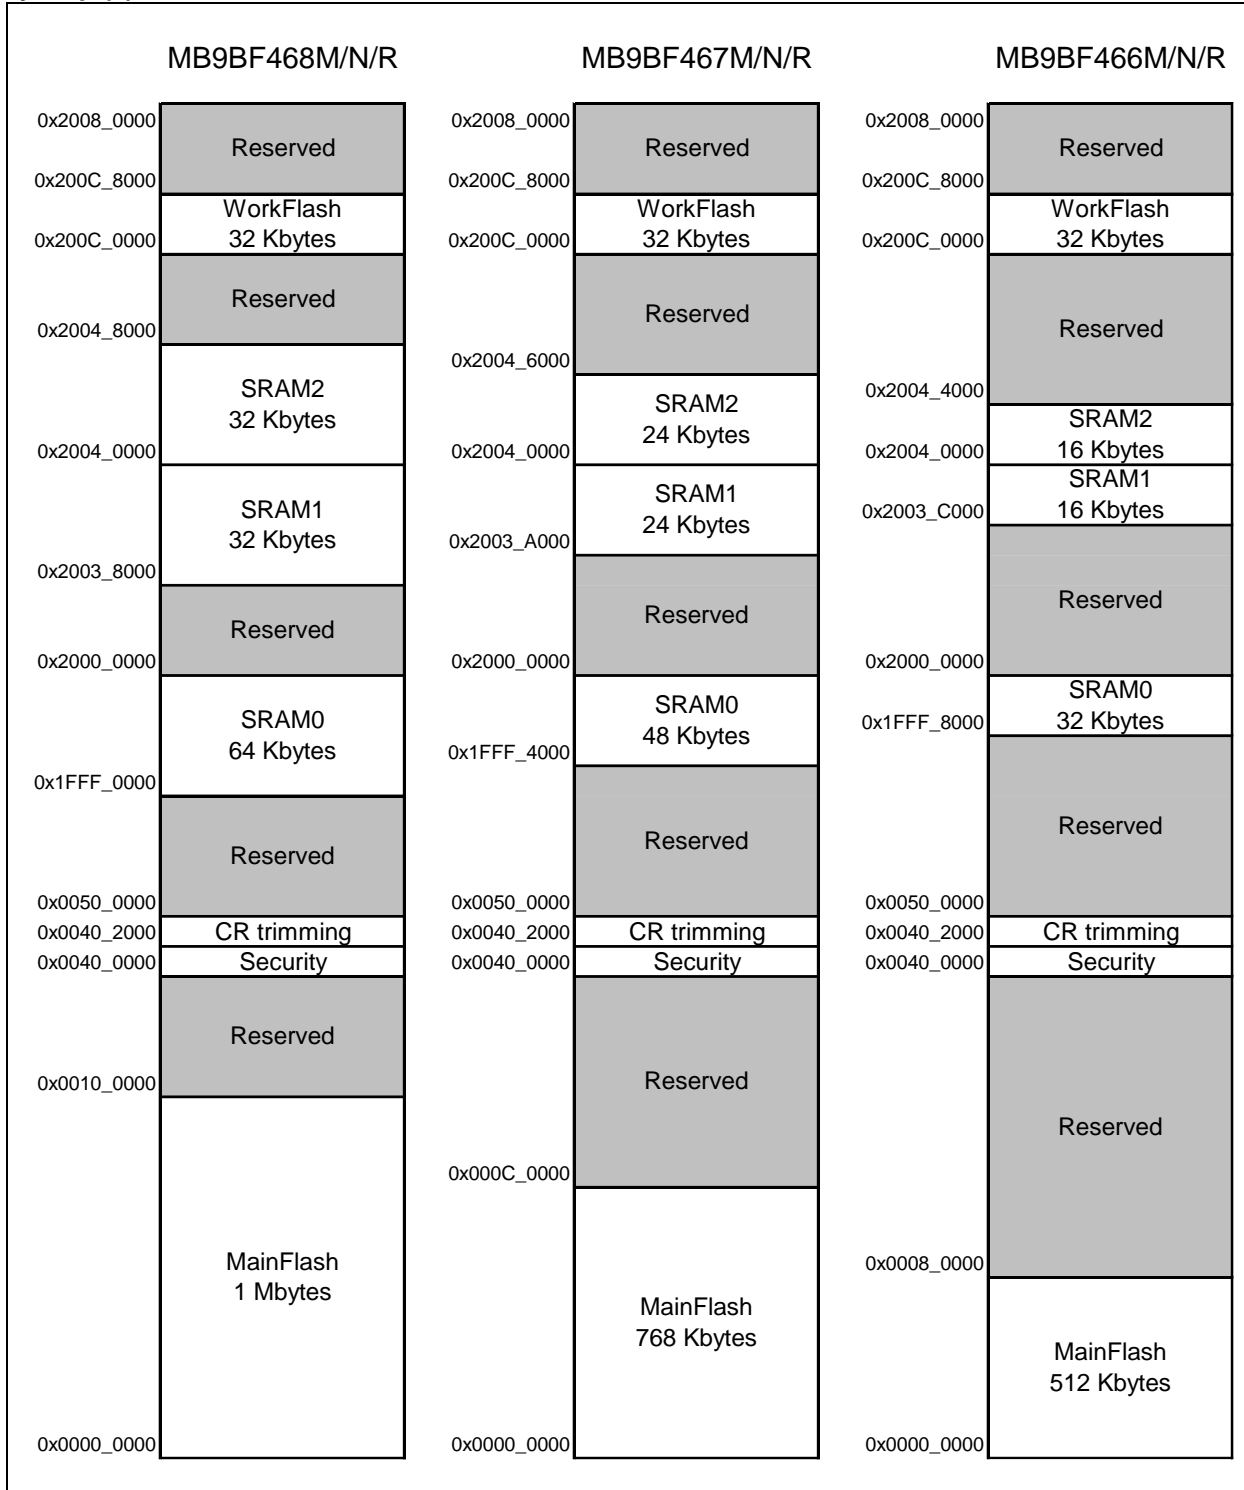 MB9BF468M/N/R
0x2008_0000
Reserved
0x200C_8000
WorkFlash
32 Kbytes
0x200C_0000
Reserved
0x2004_8000
SRAM2
32 Kbytes
0x2004_0000
SRAM1
32 Kbytes
0x2003_8000
Reserved
0x2000_0000
SRAM0
64 Kbytes
0x1FFF_0000
Reserved
0x0050_0000
0x0040_2000 CR trimming
0x0040_0000 Security
Reserved
0x0010_0000
MainFlash
1 Mbytes
0x0000_0000
MB9BF467M/N/R
0x2008_0000
Reserved
0x200C_8000
WorkFlash
32 Kbytes
0x200C_0000
Reserved
0x2004_6000
SRAM2
24 Kbytes
0x2004_0000
SRAM1
24 Kbytes
0x2003_A000
Reserved
0x2000_0000
SRAM0
48 Kbytes
0x1FFF_4000
Reserved
0x0050_0000
0x0040_2000 CR trimming
0x0040_0000 Security
Reserved
0x000C_0000
MainFlash
768 Kbytes
0x0000_0000
MB9BF466M/N/R
0x2008_0000
Reserved
0x200C_8000
WorkFlash
32 Kbytes
0x200C_0000
Reserved
0x2004_4000
SRAM2
16 Kbytes
0x2004_0000
SRAM1
16 Kbytes
0x2003_C000
Reserved
0x2000_0000
SRAM0
32 Kbytes
0x1FFF_8000
Reserved
0x0050_0000
0x0040_2000 CR trimming
0x0040_0000 Security
Reserved
0x0008_0000
MainFlash
512 Kbytes
0x0000_0000